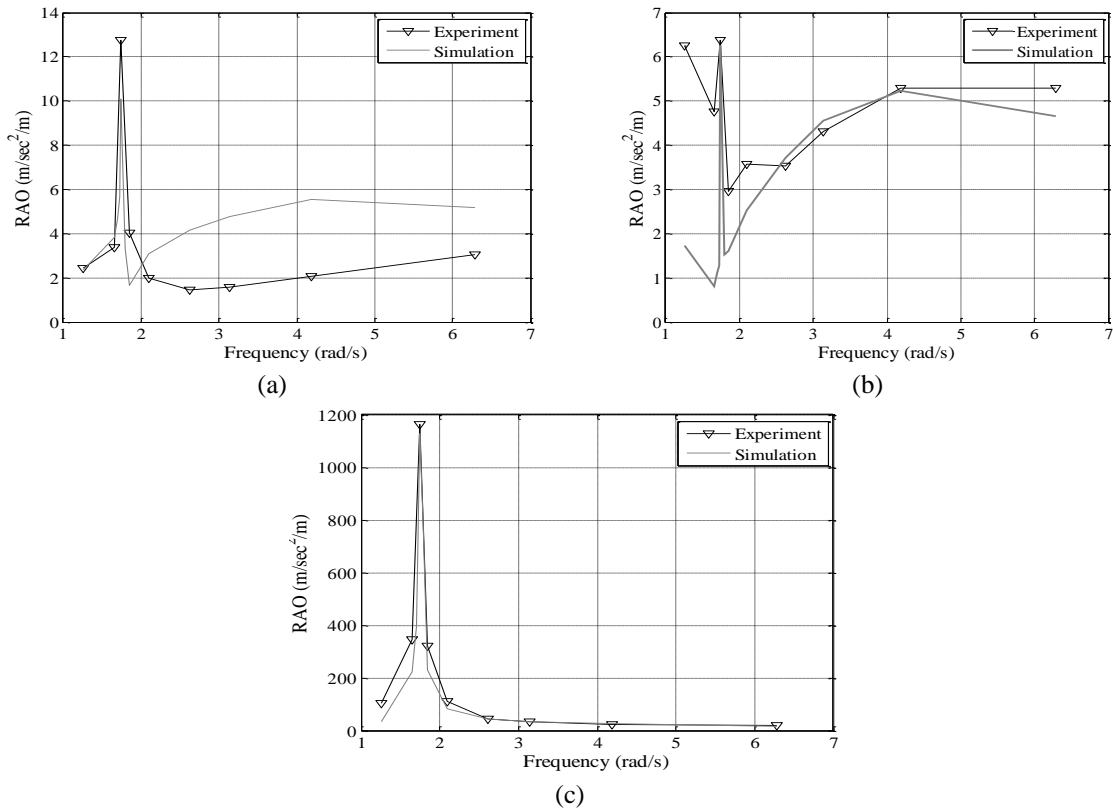 14
12
10
8
6
4
2
0
RAO (m/sec²/m)
Experiment
Simulation
1 2 3 4 5 6 7
Frequency (rad/s)
(a)
7
6
5
4
3
2
1
0
RAO (m/sec²/m)
Experiment
Simulation
1 2 3 4 5 6 7
Frequency (rad/s)
(b)
1200
1000
800
600
400
200
0
RAO (m/sec²/m)
Experiment
Simulation
1 2 3 4 5 6 7
Frequency (rad/s)
(c)